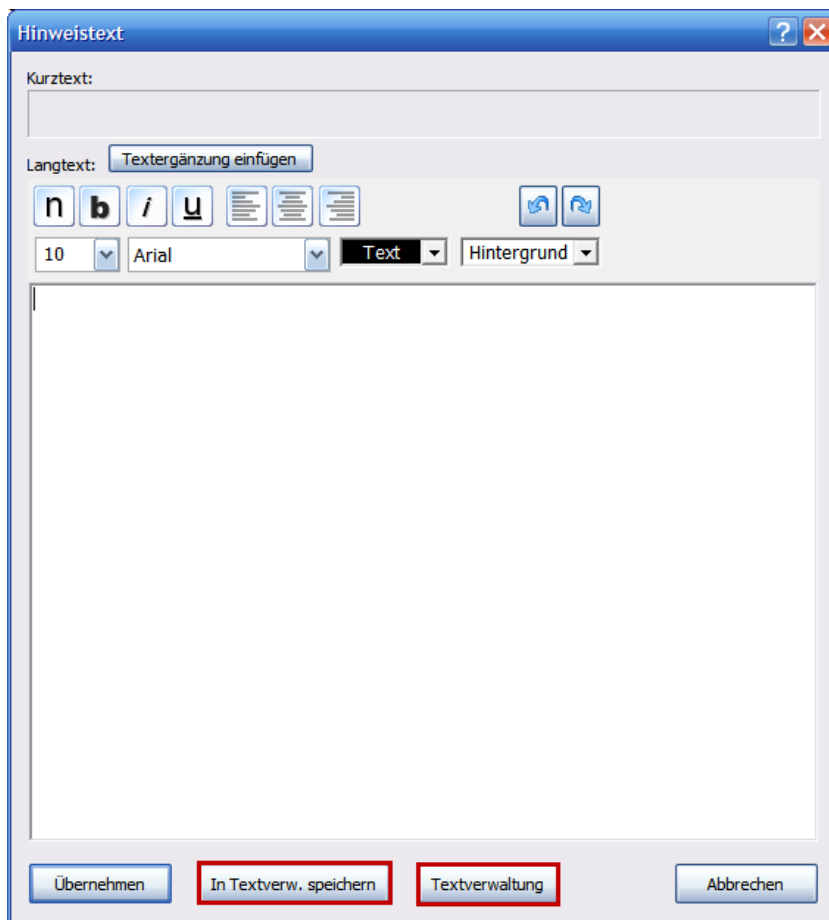 Hinweistext
Kurztext:
Langtext: Textergänzung einfügen
n b i u
10 Arial Text Hintergrund
Übernehmen In Textverw. speichern Textverwaltung Abbrechen